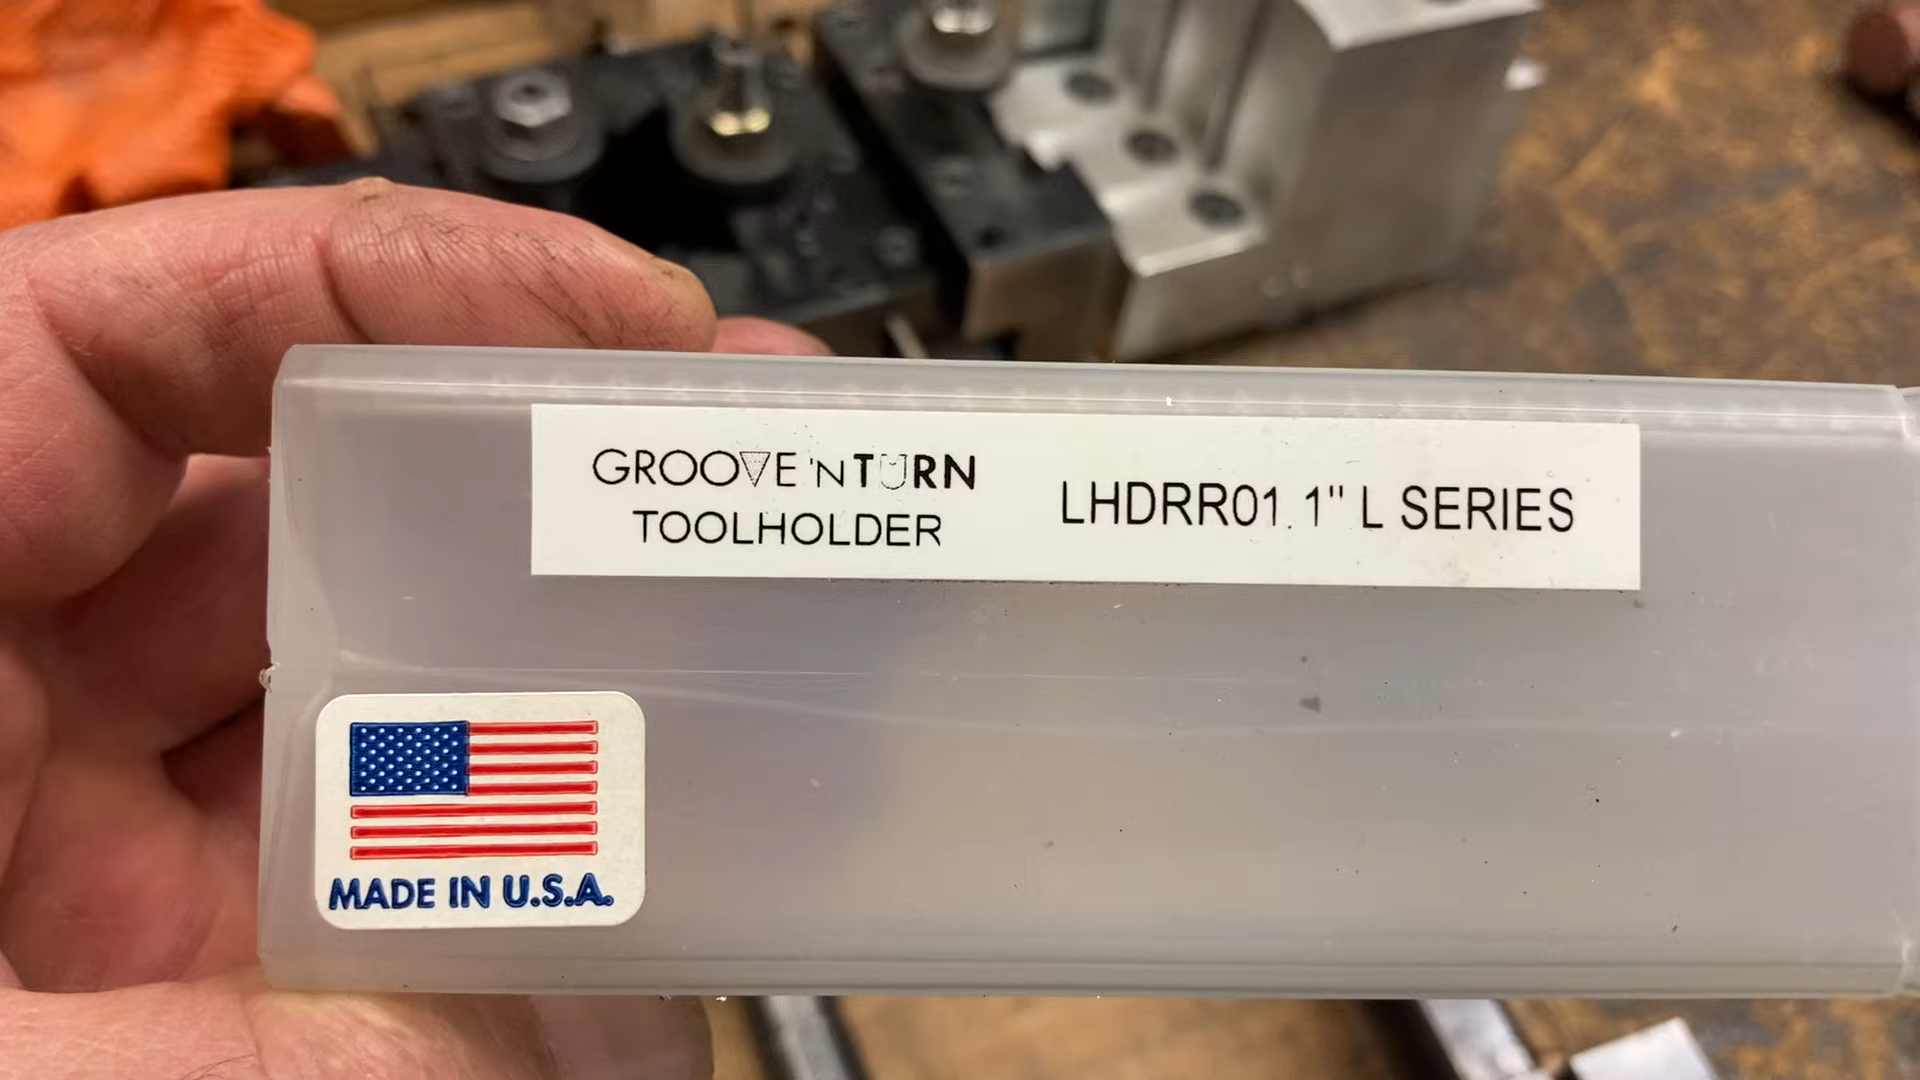 GROOVE 'N TURN
TOOLHOLDER
LHDRR01 1" L SERIES
MADE IN U.S.A.